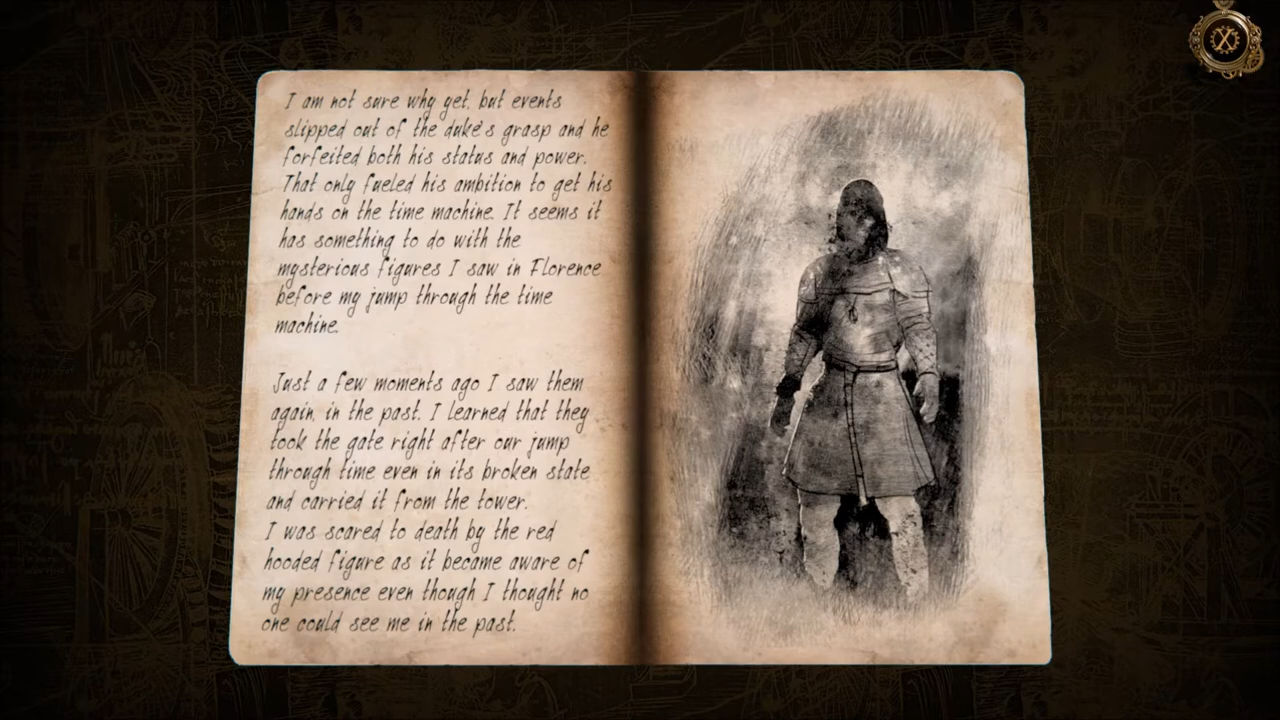 I am not sure why yet, but events
slipped out of the duke's grasp and he
forfeited both his status and power.
That only fueled his ambition to get his
hands on the time machine. It seems it
has something to do with the
mysterious figures I saw in Florence
before my jump through the time
machine.
Just a few moments ago I saw them
again, in the past. I learned that they
took the gate right after our jump
through time even in its broken state
and carried it from the tower.
I was scared to death by the red
hooded figure as it became aware of
my presence even though I thought no
one could see me in the past.